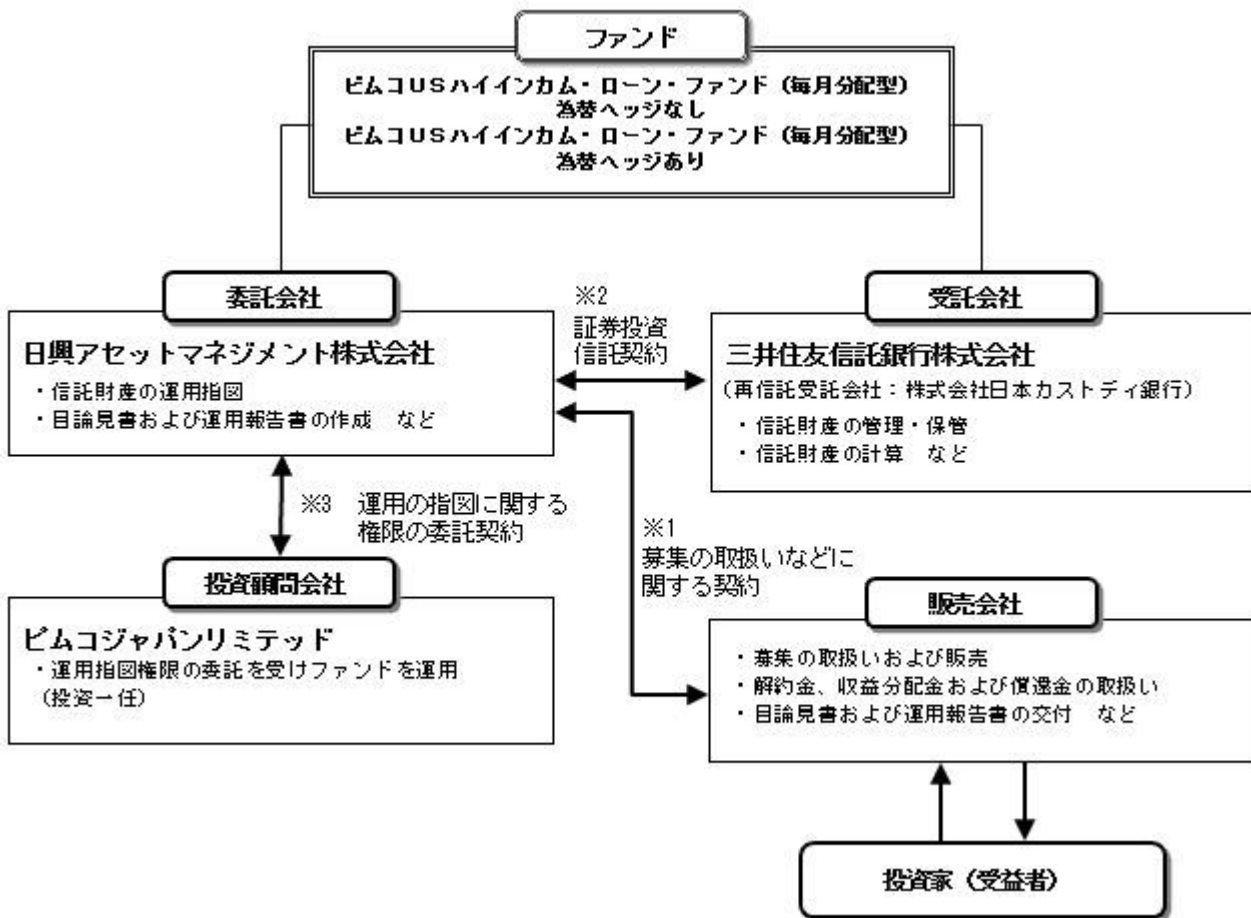 ファンド
ピムコUSハイインカム・ローン・ファンド（毎月分配型）
為替ヘッジなし
ピムコUSハイインカム・ローン・ファンド（毎月分配型）
為替ヘッジあり
委託会社
日興アセットマネジメント株式会社
・信託財産の運用指図
・目論見書および運用報告書の作成　など
※2
証券投資
信託契約
受託会社
三井住友信託銀行株式会社
（再信託受託会社：株式会社日本カストディ銀行）
・信託財産の管理・保管
・信託財産の計算　など
※3　運用の指図に関する
権限の委託契約
※1
募集の取扱いなどに
関する契約
投資顧問会社
ピムコジャパンリミテッド
・運用指図権限の委託を受けファンドを運用
（投資一任）
販売会社
・募集の取扱いおよび販売
・解約金、収益分配金および償還金の取扱い
・目論見書および運用報告書の交付　など
投資家（受益者）